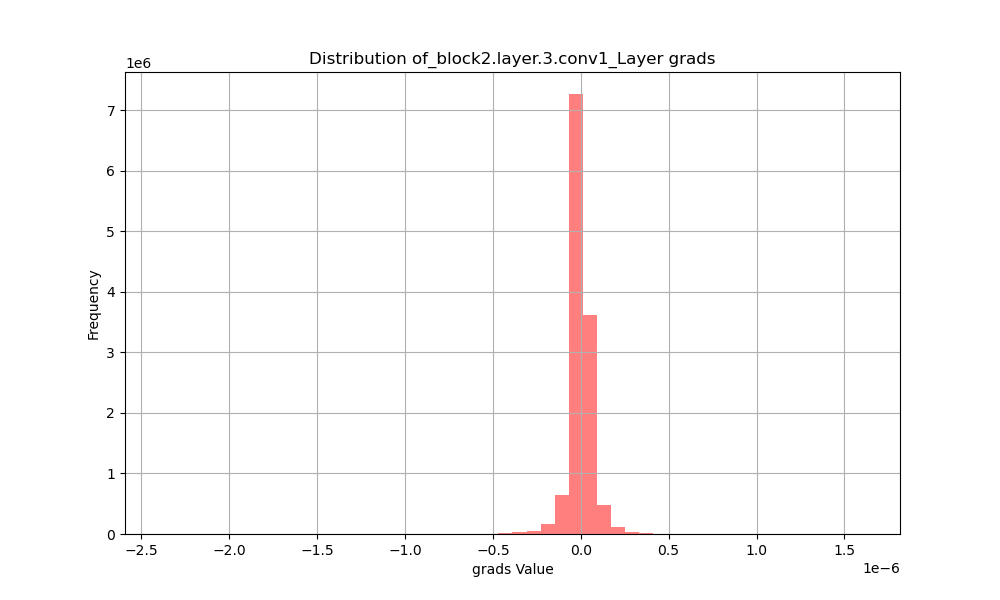 Distribution of_block2.layer.3.conv1_Layer grads
1e6
7
6
5
4
3
2
1
0
Frequency
−2.5 −2.0 −1.5 −1.0 −0.5 0.0 0.5 1.0 1.5
1e−6
grads Value